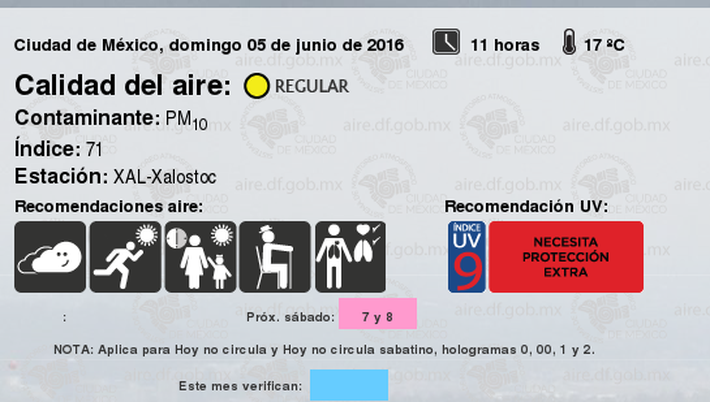 Ciudad de México, domingo 05 de junio de 2016 11 horas 17 ºC
Calidad del aire: REGULAR
Contaminante: PM10
Índice: 71
Estación: XAL-Xalostoc
Recomendaciones aire: Recomendación UV:
ÍNDICE
UV
9
NECESITA
PROTECCIÓN
EXTRA
: Próx. sábado: 7 y 8
NOTA: Aplica para Hoy no circula y Hoy no circula sabatino, hologramas 0, 00, 1 y 2.
Este mes verifican:
aire.df.gob.mx
CIUDAD
DE MÉXICO